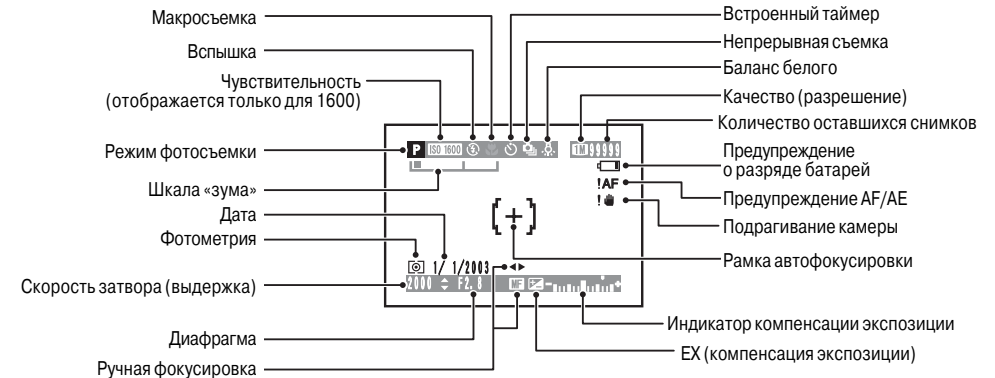 Макросъемка
Вспышка
Чувствительность
(отображается только для 1600)
Режим фотосъемки
Шкала «зума»
Дата
Фотометрия
Скорость затвора (выдержка)
Диафрагма
Ручная фокусировка
P ISO 1600 1M 99999
!AF
!
1/ 1/2003
2000 F2.8 MF
Встроенный таймер
Непрерывная съемка
Баланс белого
Качество (разрешение)
Количество оставшихся снимков
Предупреждение
о разряде батарей
Предупреждение AF/AE
Подрагивание камеры
Рамка автофокусировки
Индикатор компенсации экспозиции
EX (компенсация экспозиции)